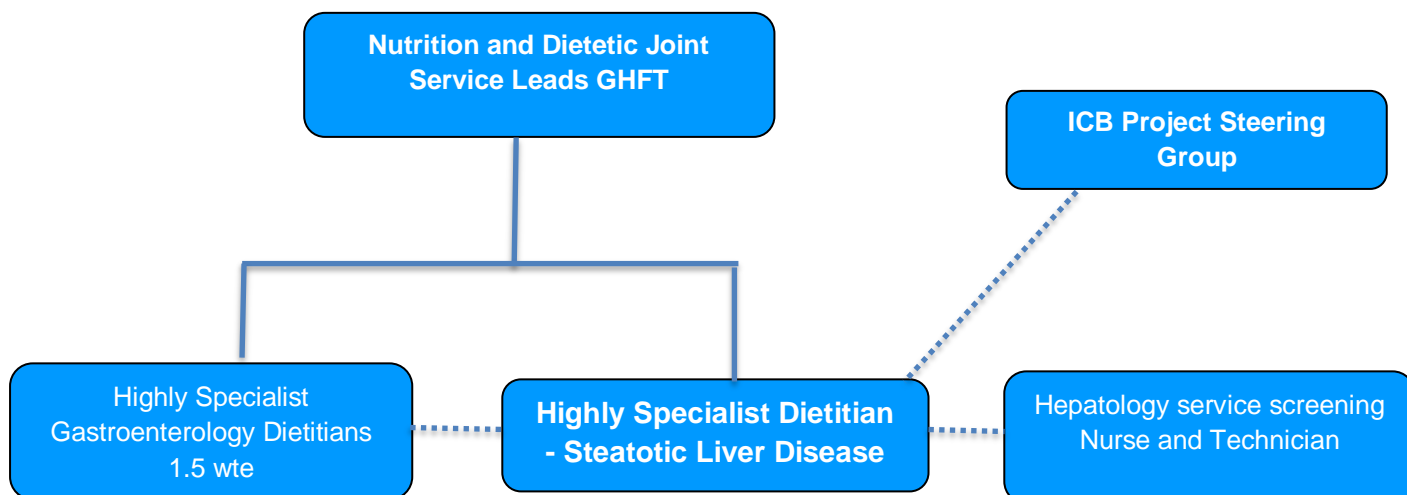 Nutrition and Dietetic Joint
Service Leads GHFT
ICB Project Steering
Group
Highly Specialist
Gastroenterology Dietitians
1.5 wte
Highly Specialist Dietitian
- Steatotic Liver Disease
Hepatology service screening
Nurse and Technician